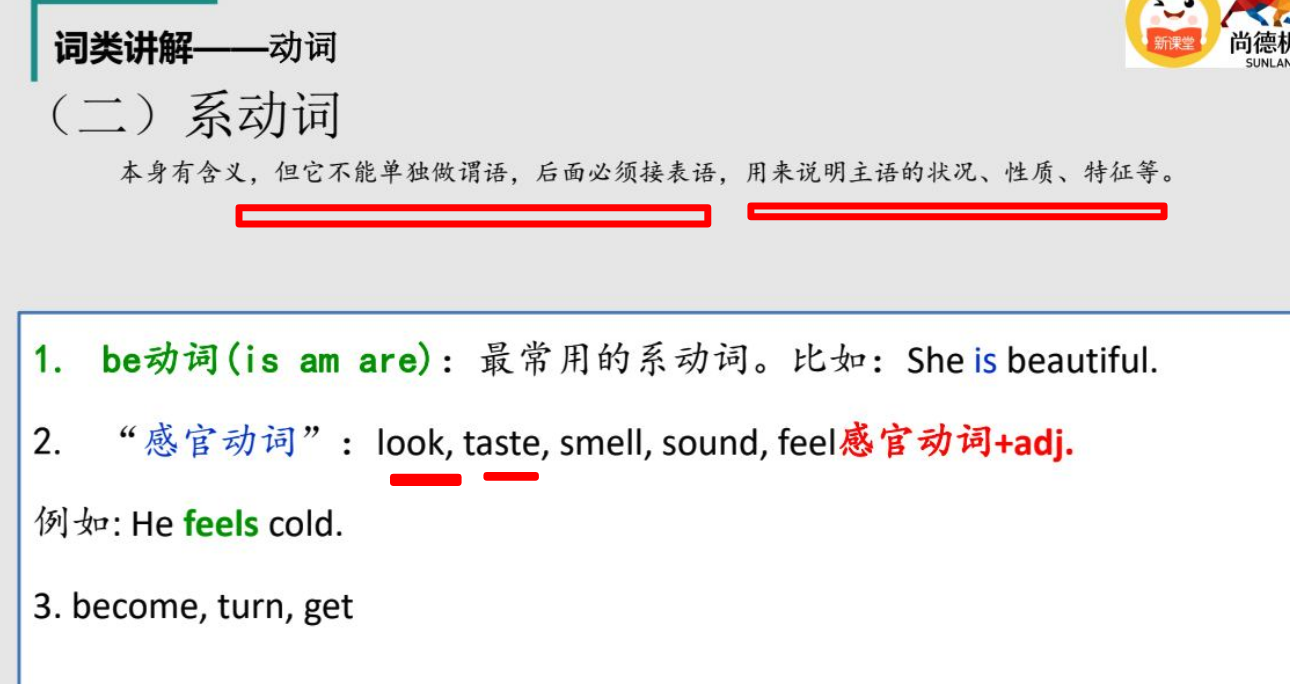 词类讲解——动词
新课堂
尚德机
SUNLAN
（二）系动词
本身有含义，但它不能单独做谓语，后面必须接表语，用来说明主语的状况、性质、特征等。
1. be动词(is am are)：最常用的系动词。比如：She is beautiful.
2. “感官动词”：look, taste, smell, sound, feel感官动词+adj.
例如: He feels cold.
3. become, turn, get